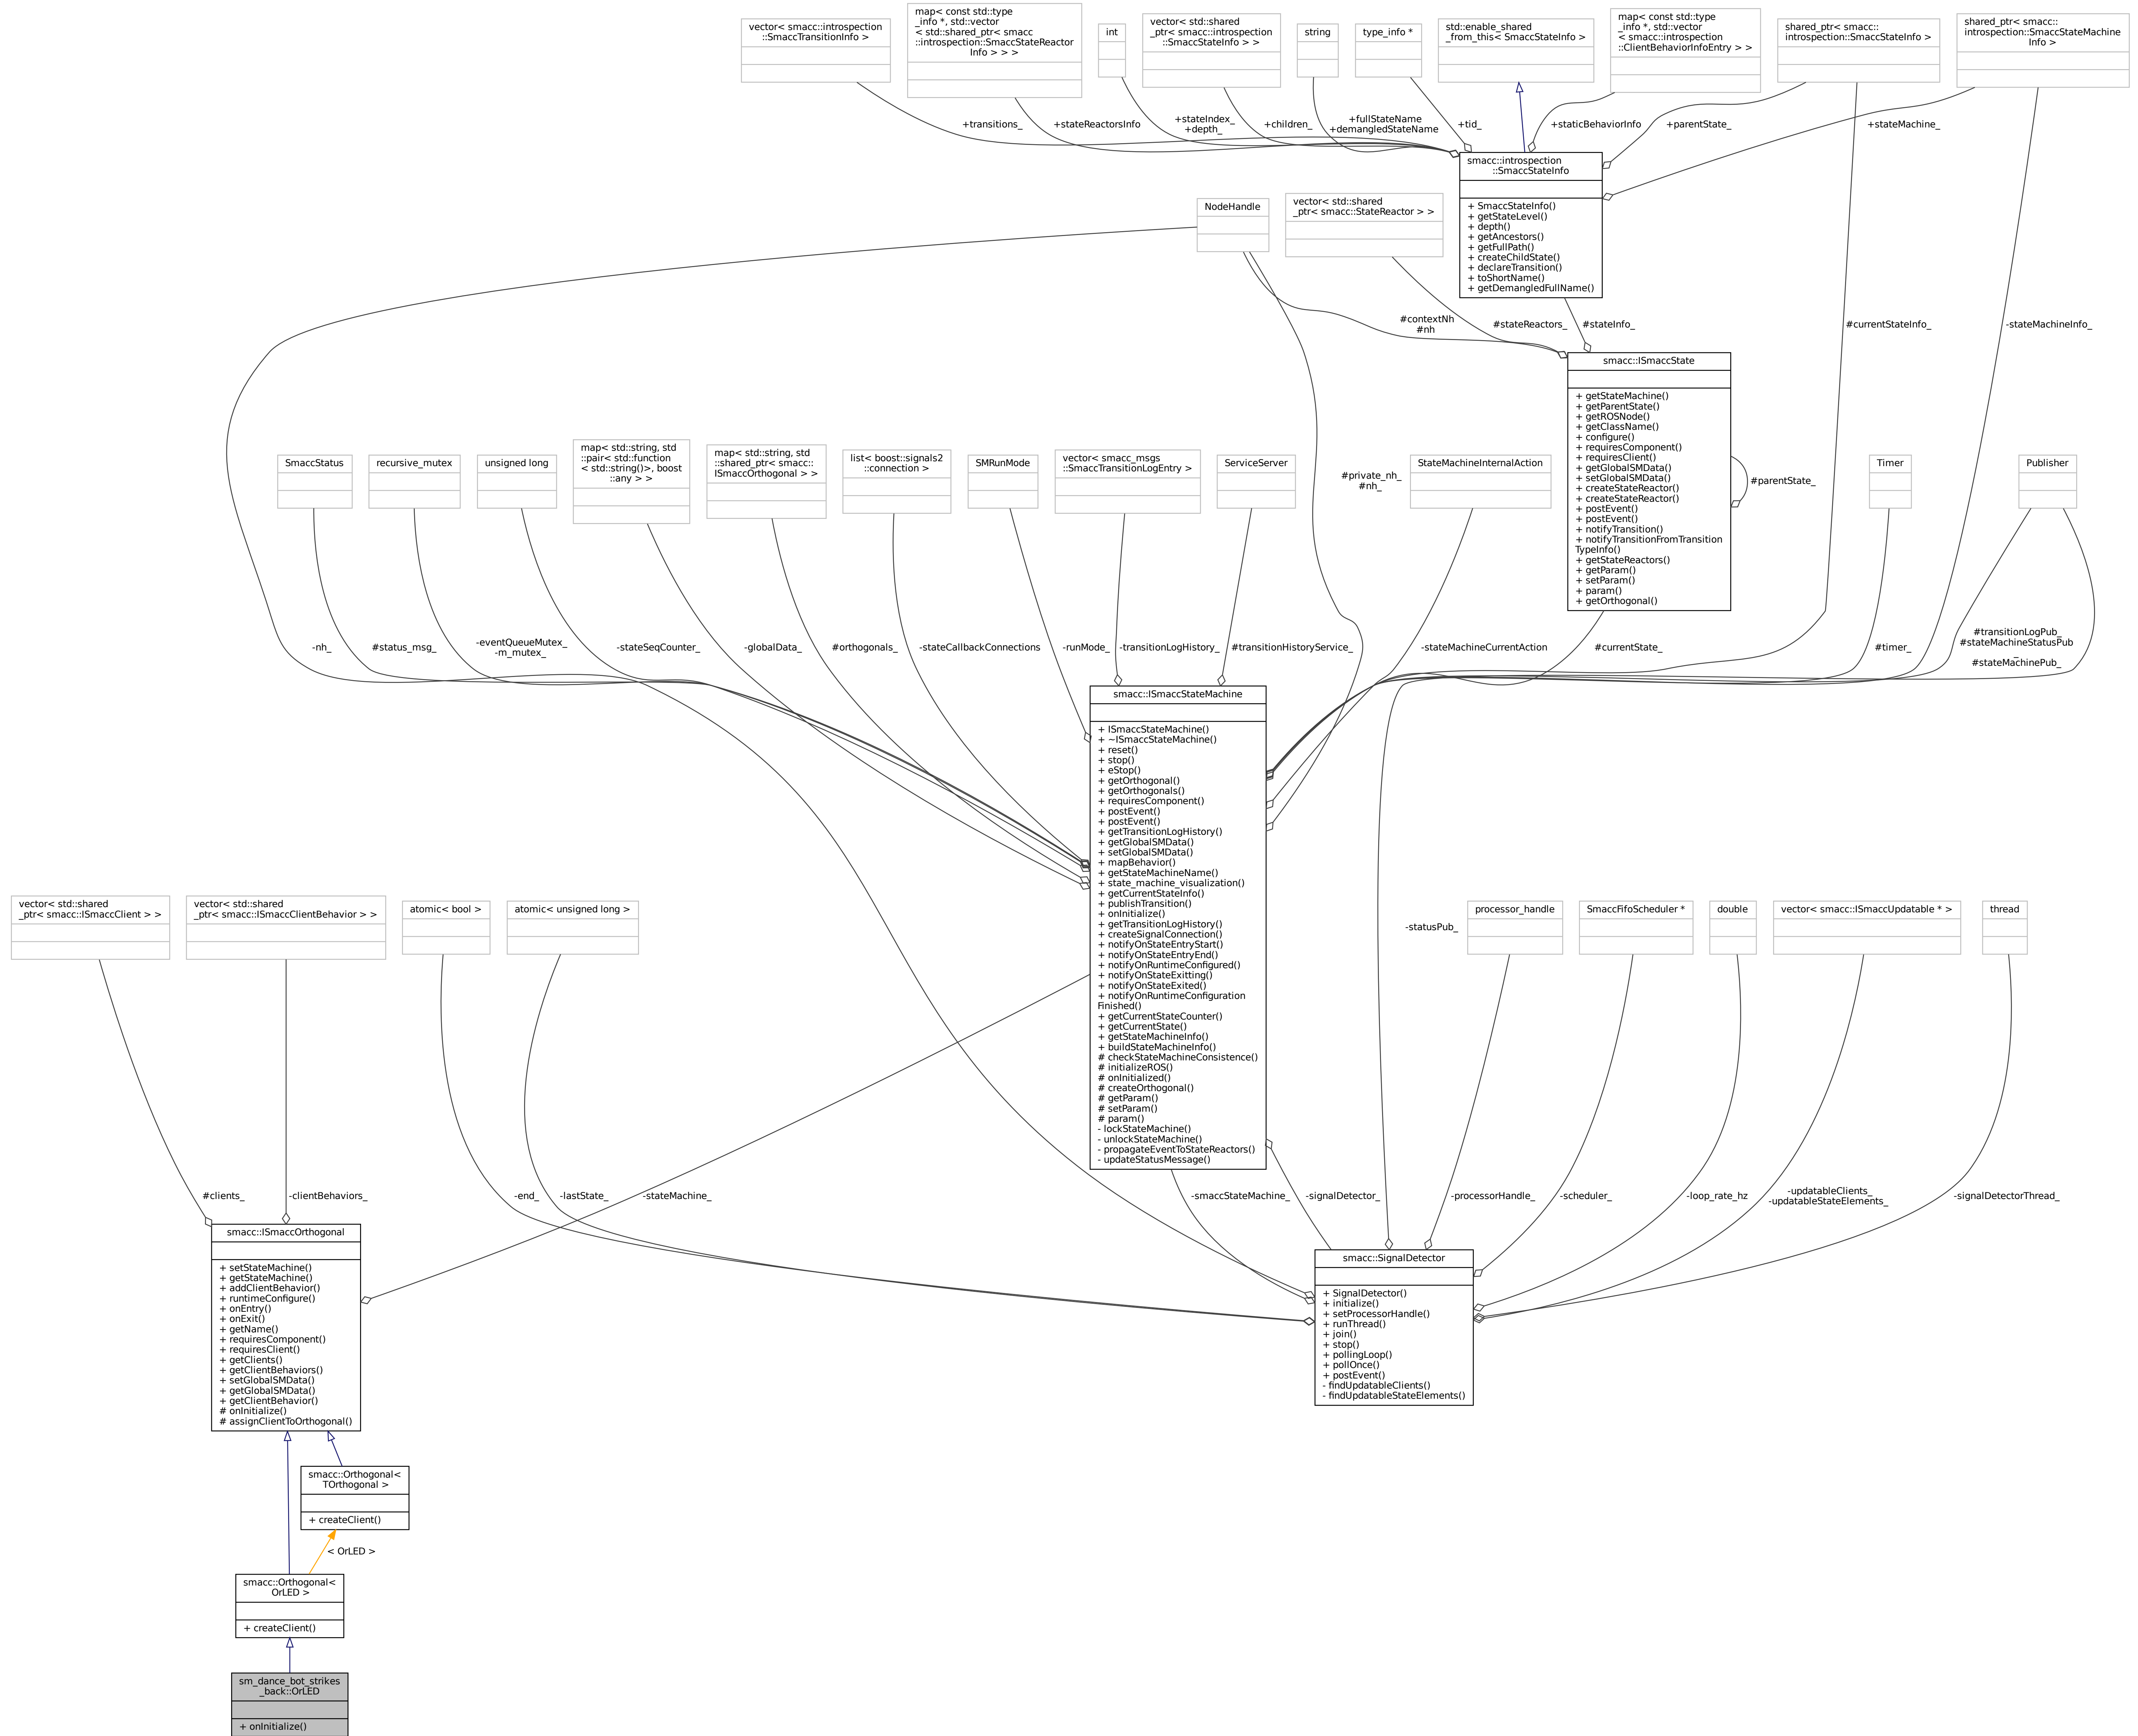 vector< smacc::introspection
::SmaccTransitionInfo >
map< const std::type
_info *, std::vector
< std::shared_ptr< smacc
::introspection::SmaccStateReactor
Info > > >
int
vector< std::shared
_ptr< smacc::introspection
::SmaccStateInfo > >
string
type_info *
std::enable_shared
_from_this< SmaccStateInfo >
map< const std::type
_info *, std::vector
< smacc::introspection
::ClientBehaviorInfoEntry > >
shared_ptr< smacc::
introspection::SmaccStateInfo >
shared_ptr< smacc::
introspection::SmaccStateMachine
Info >
+transitions_
+stateReactorsInfo
+stateIndex_
+depth_
+children_
+fullStateName
+demangledStateName
+tid_
+staticBehaviorInfo
+parentState_
+stateMachine_
smacc::introspection
::SmaccStateInfo
+ SmaccStateInfo()
+ getStateLevel()
+ depth()
+ getAncestors()
+ getFullPath()
+ createChildState()
+ declareTransition()
+ toShortName()
+ getDemangledFullName()
NodeHandle
vector< std::shared
_ptr< smacc::StateReactor > >
#contextNh
#nh
#stateReactors_
#stateInfo_
#currentStateInfo_
-stateMachineInfo_
smacc::ISmaccState
+ getStateMachine()
+ getParentState()
+ getROSNode()
+ getClassName()
+ configure()
+ requiresComponent()
+ requiresClient()
+ getGlobalSMData()
+ setGlobalSMData()
+ createStateReactor()
+ createStateReactor()
+ postEvent()
+ postEvent()
+ notifyTransition()
+ notifyTransitionFromTransition
TypeInfo()
+ getStateReactors()
+ getParam()
+ setParam()
+ param()
+ getOrthogonal()
#parentState_
SmaccStatus
recursive_mutex
unsigned long
map< std::string, std
::pair< std::function
< std::string()>, boost
::any > >
map< std::string, std
::shared_ptr< smacc::
ISmaccOrthogonal > >
list< boost::signals2
::connection >
SMRunMode
vector< smacc_msgs
::SmaccTransitionLogEntry >
ServiceServer
#private_nh_
#nh_
StateMachineInternalAction
Timer
Publisher
-nh_
#status_msg_
-eventQueueMutex_
-m_mutex_
-stateSeqCounter_
-globalData_
#orthogonals_
-stateCallbackConnections
-runMode_
-transitionLogHistory_
#transitionHistoryService_
-stateMachineCurrentAction
#currentState_
#timer_
#transitionLogPub_
#stateMachineStatusPub
_
#stateMachinePub_
smacc::ISmaccStateMachine
+ ISmaccStateMachine()
+ ~ISmaccStateMachine()
+ reset()
+ stop()
+ eStop()
+ getOrthogonal()
+ getOrthogonals()
+ requiresComponent()
+ postEvent()
+ postEvent()
+ getTransitionLogHistory()
+ getGlobalSMData()
+ setGlobalSMData()
+ mapBehavior()
+ getStateMachineName()
+ state_machine_visualization()
+ getCurrentStateInfo()
+ publishTransition()
+ onInitialize()
+ getTransitionLogHistory()
+ createSignalConnection()
+ notifyOnStateEntryStart()
+ notifyOnStateEntryEnd()
+ notifyOnRuntimeConfigured()
+ notifyOnStateExitting()
+ notifyOnStateExited()
+ notifyOnRuntimeConfiguration
Finished()
+ getCurrentStateCounter()
+ getCurrentState()
+ getStateMachineInfo()
+ buildStateMachineInfo()
# checkStateMachineConsistence()
# initializeROS()
# onInitialized()
# createOrthogonal()
# getParam()
# setParam()
# param()
- lockStateMachine()
- unlockStateMachine()
- propagateEventToStateReactors()
- updateStatusMessage()
vector< std::shared
_ptr< smacc::ISmaccClient > >
vector< std::shared
_ptr< smacc::ISmaccClientBehavior > >
atomic< bool >
atomic< unsigned long >
-statusPub_
processor_handle
SmaccFifoScheduler *
double
vector< smacc::ISmaccUpdatable * >
thread
#clients_
-clientBehaviors_
-end_
-lastState_
-stateMachine_
-smaccStateMachine_
-signalDetector_
-processorHandle_
-scheduler_
-loop_rate_hz
-updatableClients_
-updatableStateElements_
-signalDetectorThread_
smacc::ISmaccOrthogonal
+ setStateMachine()
+ getStateMachine()
+ addClientBehavior()
+ runtimeConfigure()
+ onEntry()
+ onExit()
+ getName()
+ requiresComponent()
+ requiresClient()
+ getClients()
+ getClientBehaviors()
+ setGlobalSMData()
+ getGlobalSMData()
+ getClientBehavior()
# onInitialize()
# assignClientToOrthogonal()
smacc::SignalDetector
+ SignalDetector()
+ initialize()
+ setProcessorHandle()
+ runThread()
+ join()
+ stop()
+ pollingLoop()
+ pollOnce()
+ postEvent()
- findUpdatableClients()
- findUpdatableStateElements()
smacc::Orthogonal<
TOrthogonal >
+ createClient()
< OrLED >
smacc::Orthogonal<
OrLED >
+ createClient()
sm_dance_bot_strikes
_back::OrLED
+ onInitialize()